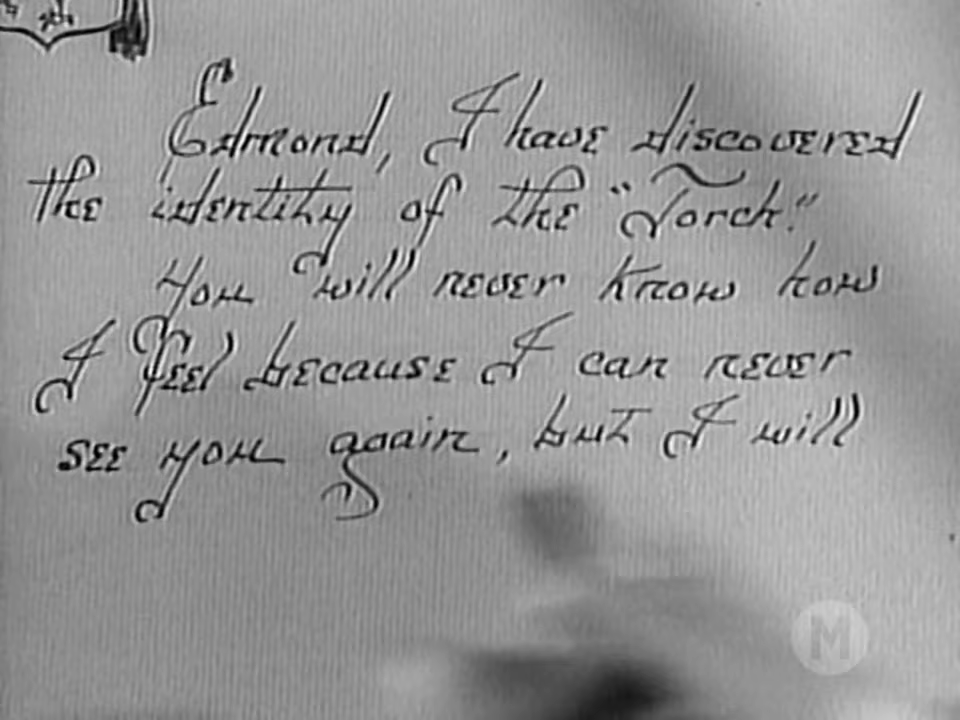 Edmond, I have discovered
the identity of the "Torch."
You will never know how
I feel because I can never
see you again, but I will
M